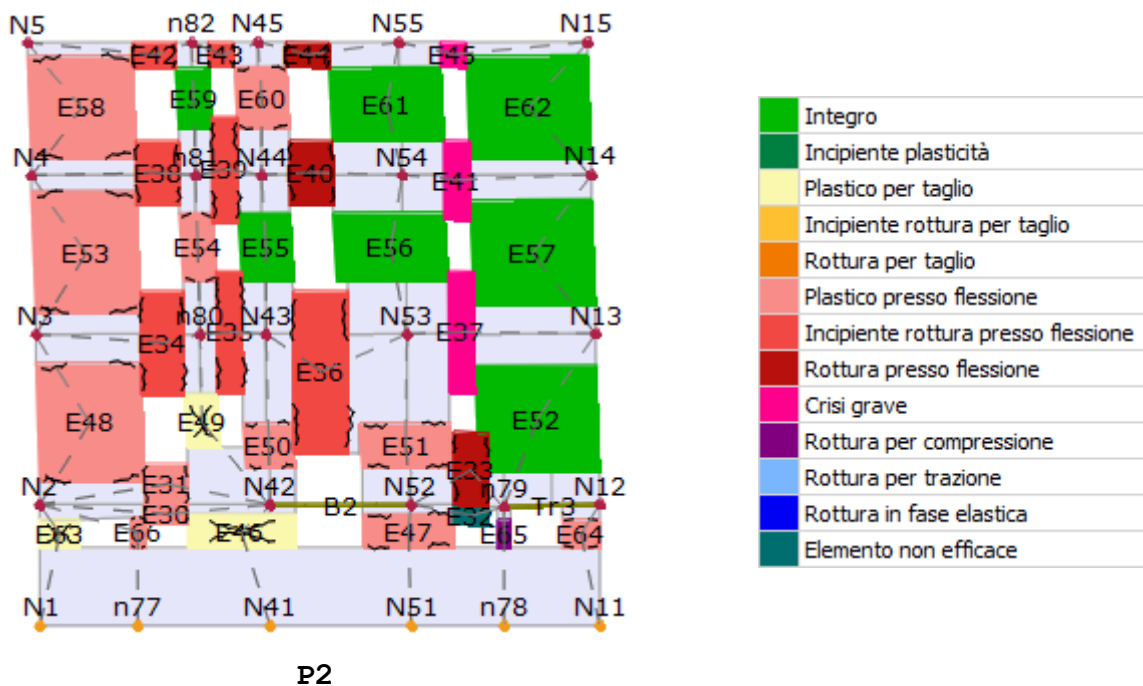 N5 n82 N45 N55 N15
E42 E43 E44 E45
E58 E59 E60 E61 E62
N4 n81 N44 N54 N14
E38 E39 E40 E41
E53 E54 E55 E56 E57
N3 n80 N43 N53 N13
E34 E35 E36 E37
E48 E49 E50 E51 E52
E31 E33
N2 N42 N52 n79 N12
E30 B2 E32 Tr3
E63 E66 E46 E47 E65 E64
N1 n77 N41 N51 n78 N11
P2
Integro
Incipiente plasticità
Plastico per taglio
Incipiente rottura per taglio
Rottura per taglio
Plastico presso flessione
Incipiente rottura presso flessione
Rottura presso flessione
Crisi grave
Rottura per compressione
Rottura per trazione
Rottura in fase elastica
Elemento non efficace